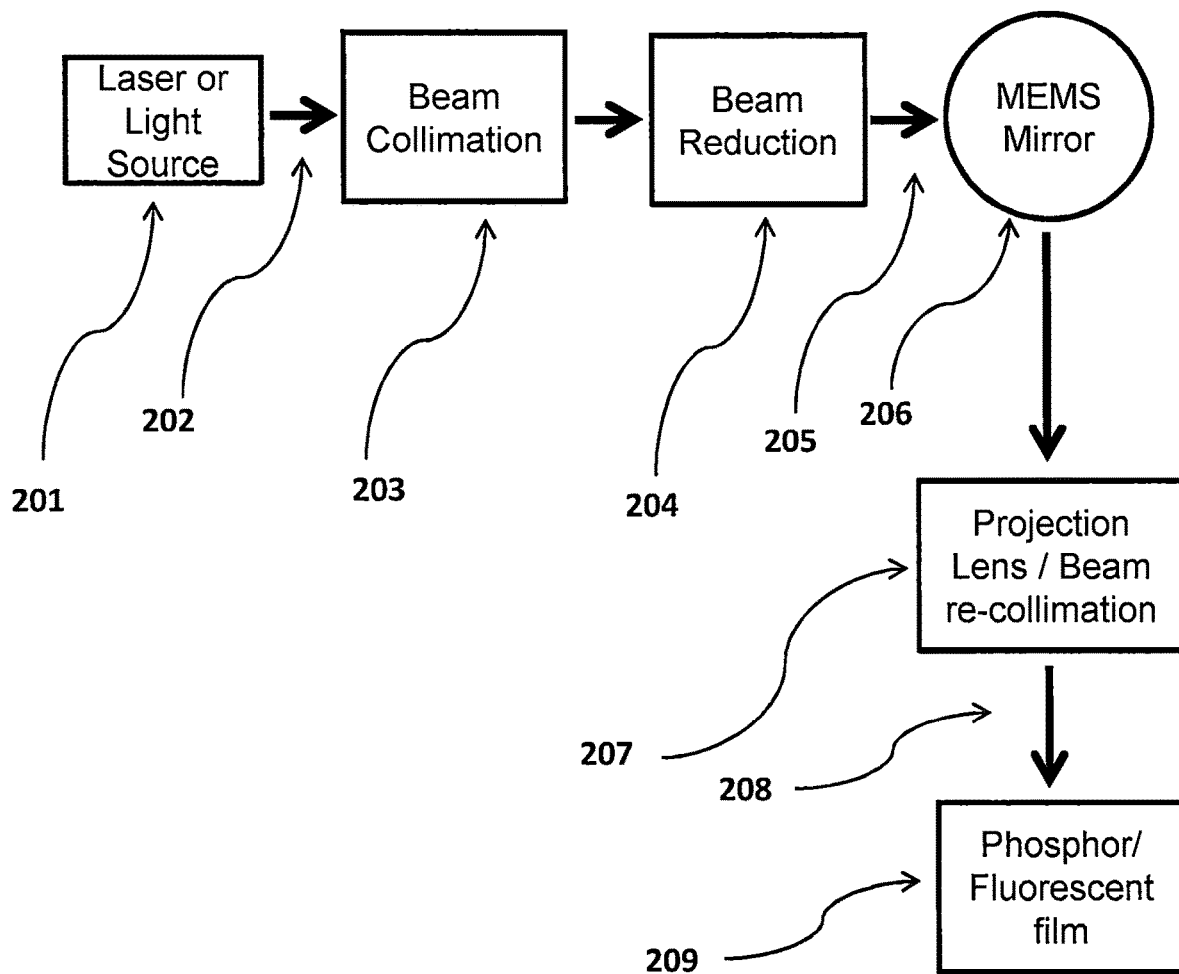 Laser or
Light
Source
Beam
Collimation
Beam
Reduction
MEMS
Mirror
202
205
206
201
203
204
Projection
Lens / Beam
re-collimation
207
208
Phosphor/
Fluorescent
film
209